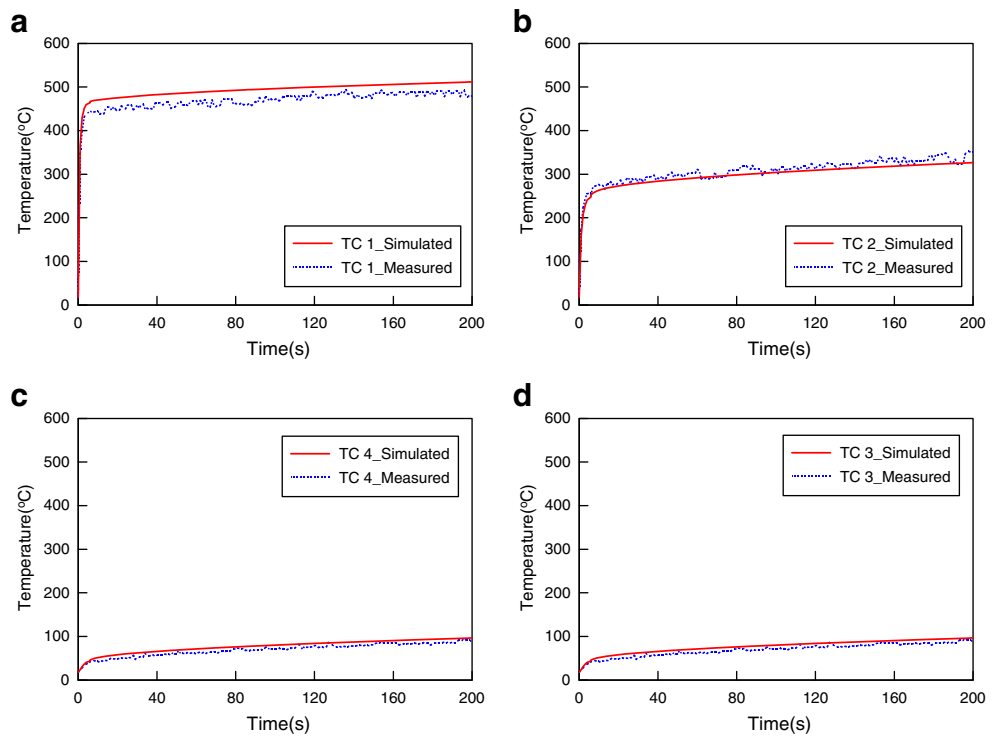 a
600
500
400
300
200
100
0
Temperature(°C)
TC 1_Simulated
TC 1_Measured
0 40 80 120 160 200
Time(s)
b
600
500
400
300
200
100
0
Temperature(°C)
TC 2_Simulated
TC 2_Measured
0 40 80 120 160 200
Time(s)
c
600
500
400
300
200
100
0
Temperature(°C)
TC 4_Simulated
TC 4_Measured
0 40 80 120 160 200
Time(s)
d
600
500
400
300
200
100
0
Temperature(°C)
TC 3_Simulated
TC 3_Measured
0 40 80 120 160 200
Time(s)